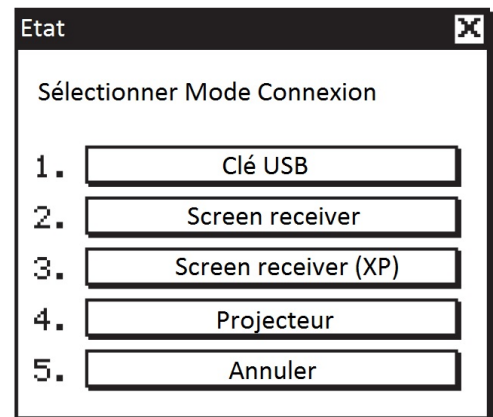 Etat
Sélectionner Mode Connexion
1. Clé USB
2. Screen receiver
3. Screen receiver (XP)
4. Projecteur
5. Annuler